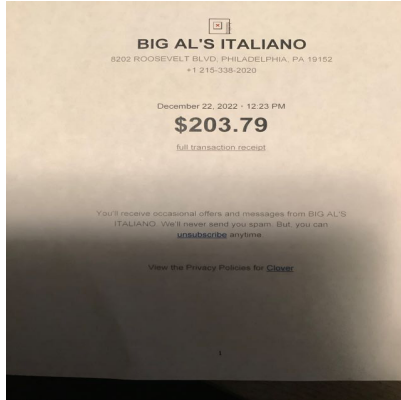 BIG AL'S ITALIANO
8202 ROOSEVELT BLVD, PHILADELPHIA, PA 19152
+1 215-338-2020
December 22, 2022 · 12:23 PM
$203.79
full transaction receipt
You'll receive occasional offers and messages from BIG AL'S
ITALIANO. We'll never send you spam. But, you can
unsubscribe anytime.
View the Privacy Policies for Clover
1